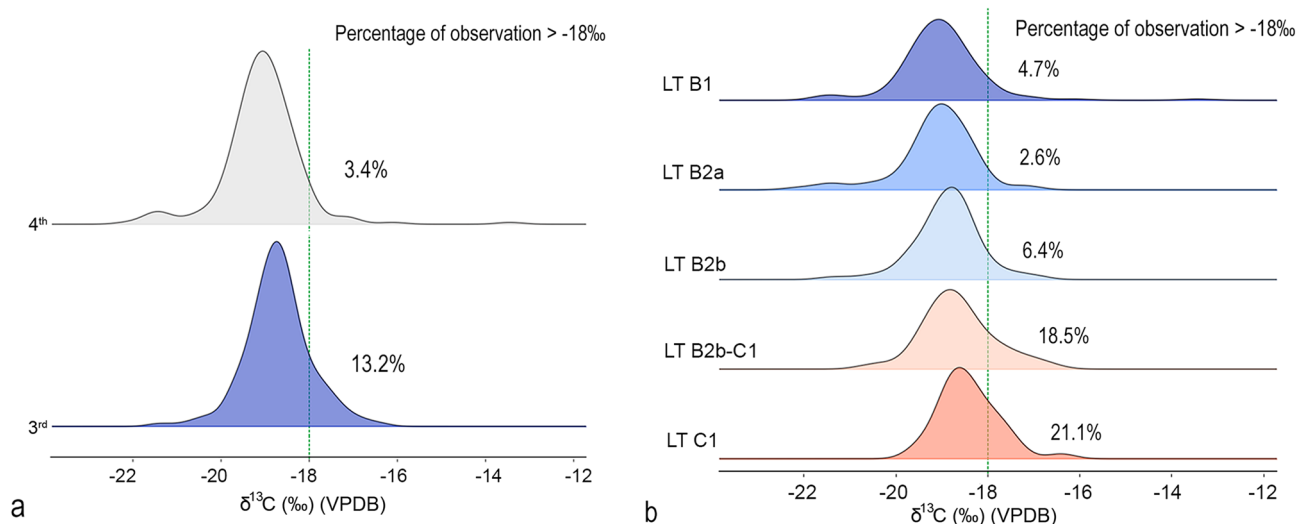 Percentage of observation > -18‰
3.4%
4th
13.2%
3rd
-22 -20 -18 -16 -14 -12
δ13C (‰) (VPDB)
a
Percentage of observation > -18‰
LT B1 4.7%
LT B2a 2.6%
LT B2b 6.4%
LT B2b-C1 18.5%
LT C1 21.1%
-22 -20 -18 -16 -14 -12
δ13C (‰) (VPDB)
b